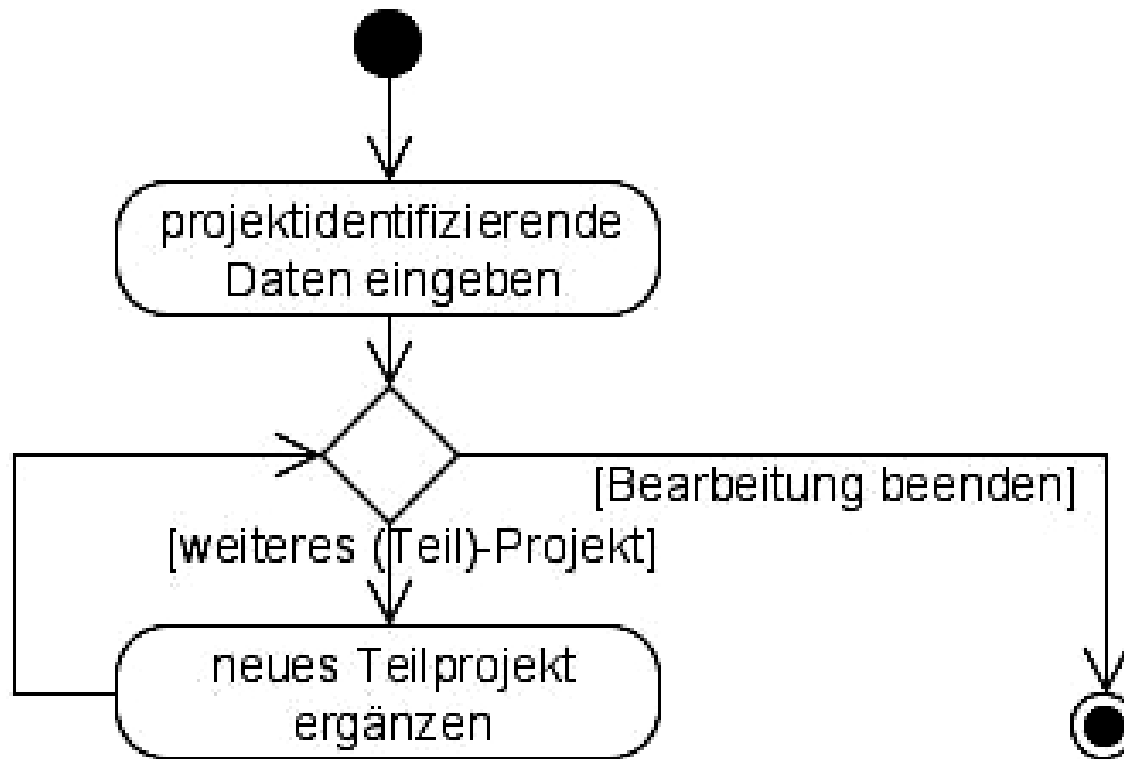 projektidentifizierende
Daten eingeben
[Bearbeitung beenden]
[weiteres (Teil)-Projekt]
neues Teilprojekt
ergänzen